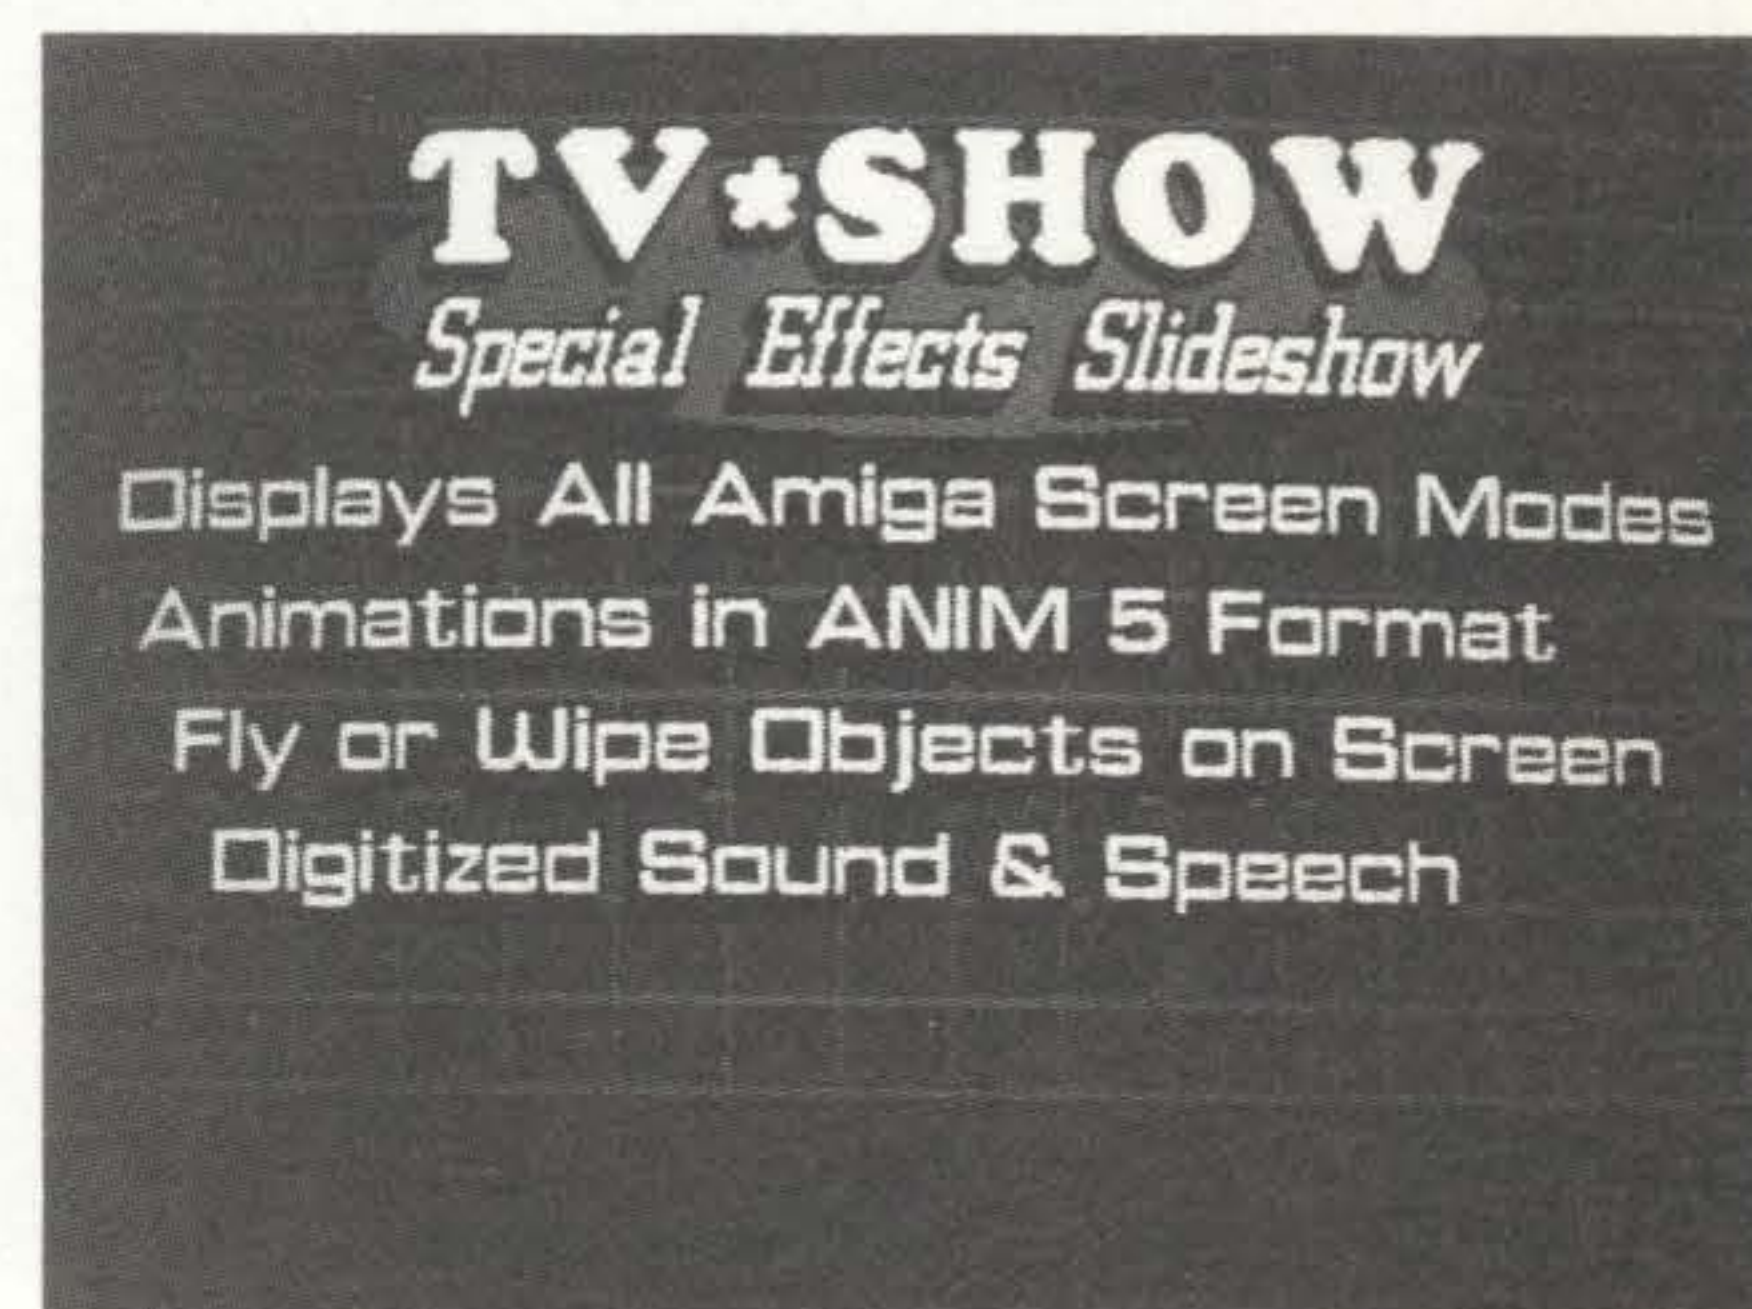 TV*SHOW
Special Effects Slideshow
Displays All Amiga Screen Modes
Animations in ANIM 5 Format
Fly or Wipe Objects on Screen
Digitized Sound & Speech